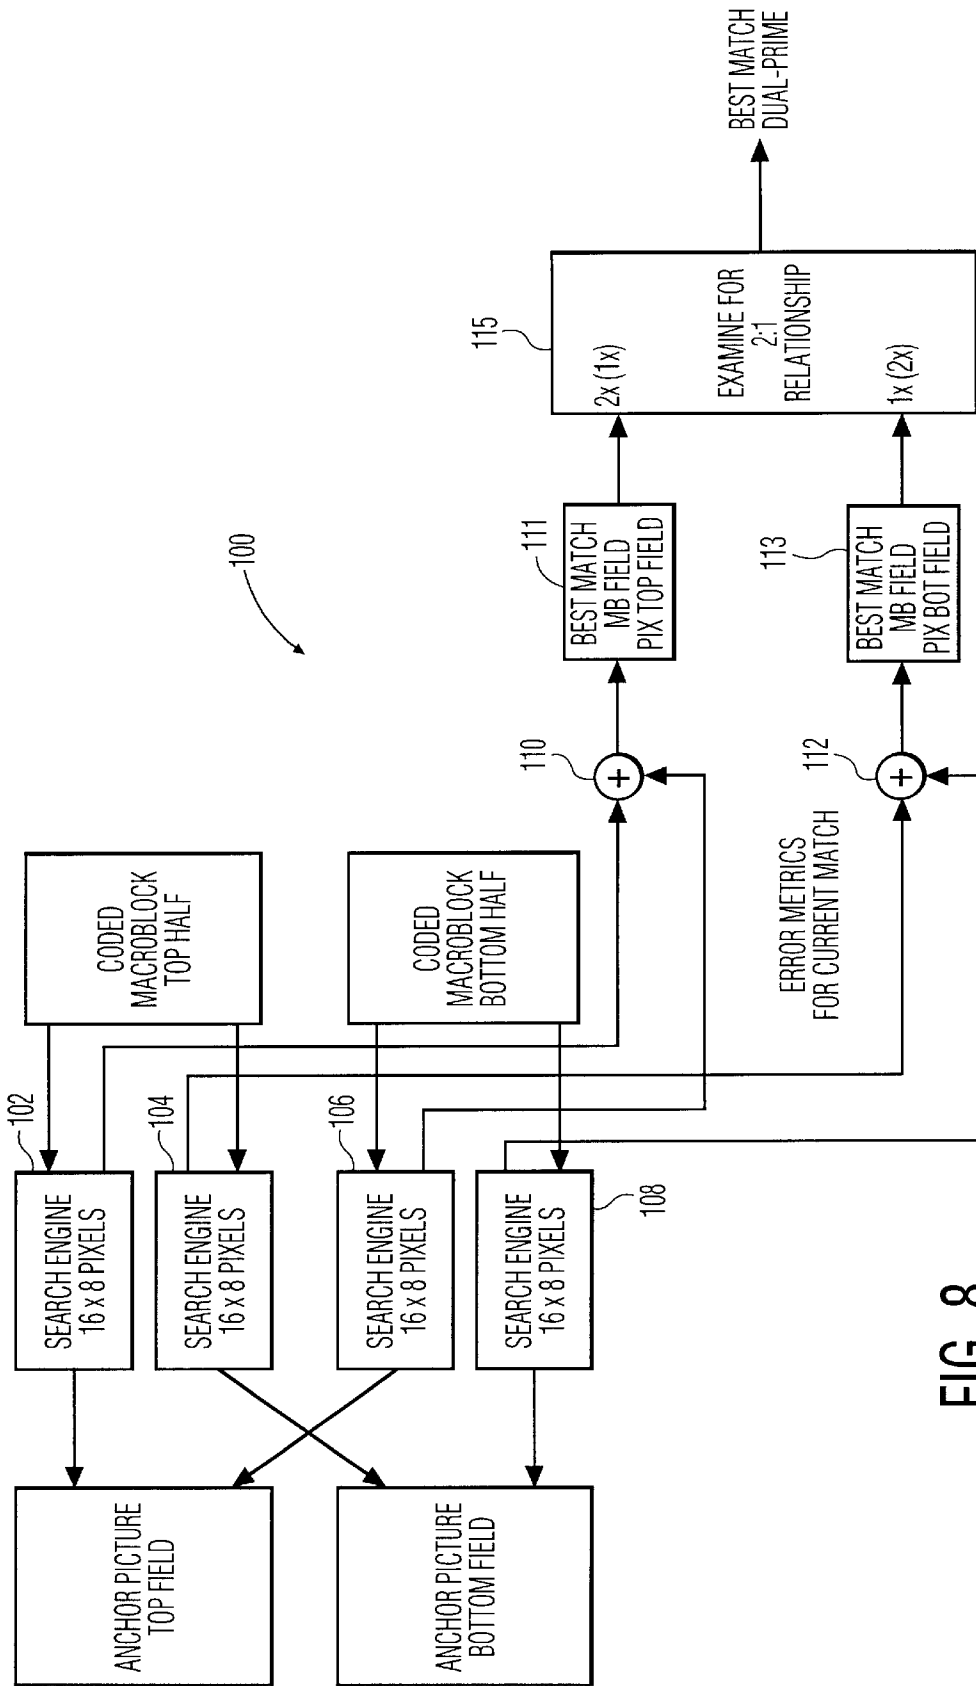 ANCHOR PICTURE
TOP FIELD
ANCHOR PICTURE
BOTTOM FIELD
SEARCH ENGINE
16 x 8 PIXELS
102
SEARCH ENGINE
16 x 8 PIXELS
104
SEARCH ENGINE
16 x 8 PIXELS
106
SEARCH ENGINE
16 x 8 PIXELS
108
CODED
MACROBLOCK
TOP HALF
CODED
MACROBLOCK
BOTTOM HALF
100
110
+
BEST MATCH
MB FIELD
PIX TOP FIELD
111
ERROR METRICS
FOR CURRENT MATCH
112
+
BEST MATCH
MB FIELD
PIX BOT FIELD
113
115
2x (1x)
EXAMINE FOR
2:1
RELATIONSHIP
1x (2x)
BEST MATCH
DUAL-PRIME
FIG. 8